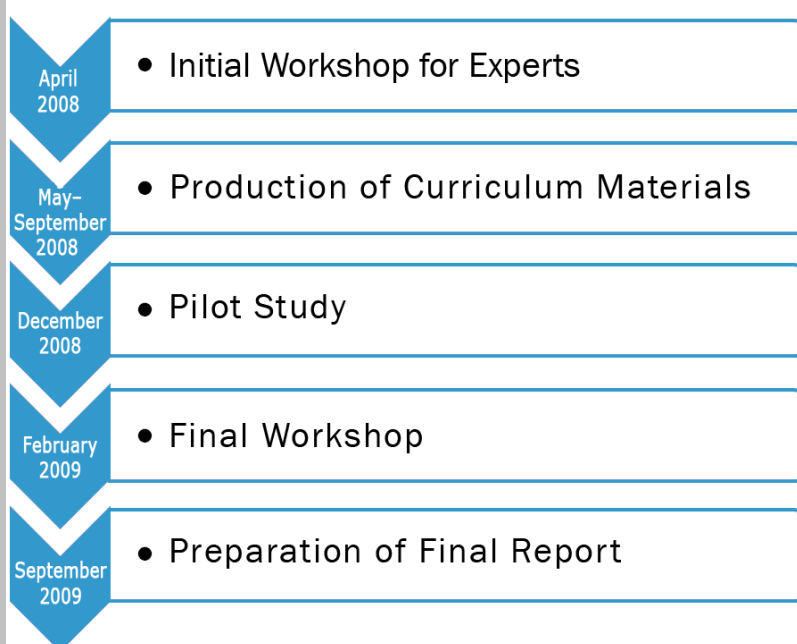 April
2008
• Initial Workshop for Experts
May–
September
2008
• Production of Curriculum Materials
December
2008
• Pilot Study
February
2009
• Final Workshop
September
2009
• Preparation of Final Report